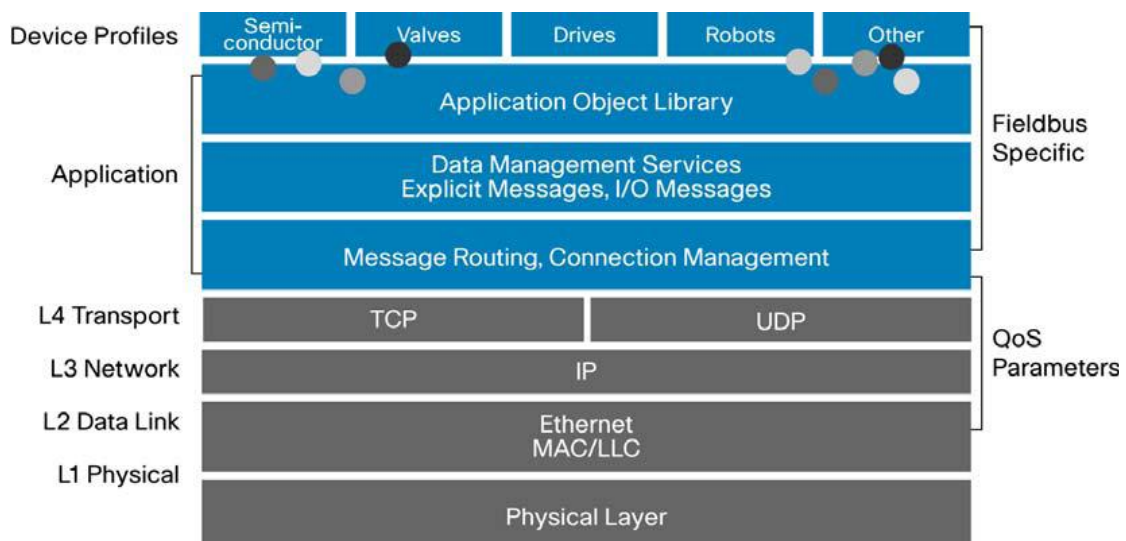 Device Profiles
Semi-
conductor
Valves
Drives
Robots
Other
Application Object Library
Fieldbus
Specific
Application
Data Management Services
Explicit Messages, I/O Messages
Message Routing, Connection Management
L4 Transport
TCP
UDP
QoS
Parameters
L3 Network
IP
L2 Data Link
Ethernet
MAC/LLC
L1 Physical
Physical Layer